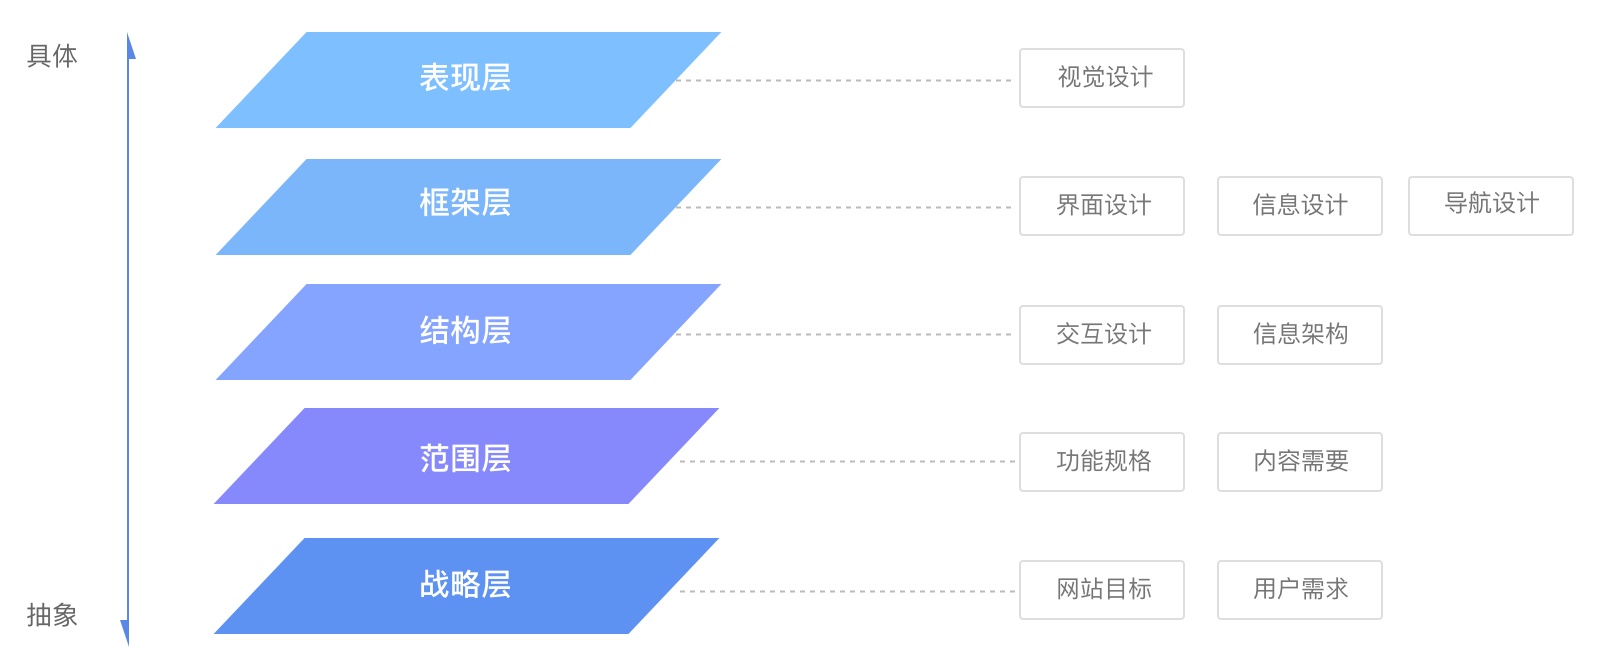 具体
表现层
视觉设计
框架层
界面设计
信息设计
导航设计
结构层
交互设计
信息架构
范围层
功能规格
内容需要
战略层
网站目标
用户需求
抽象